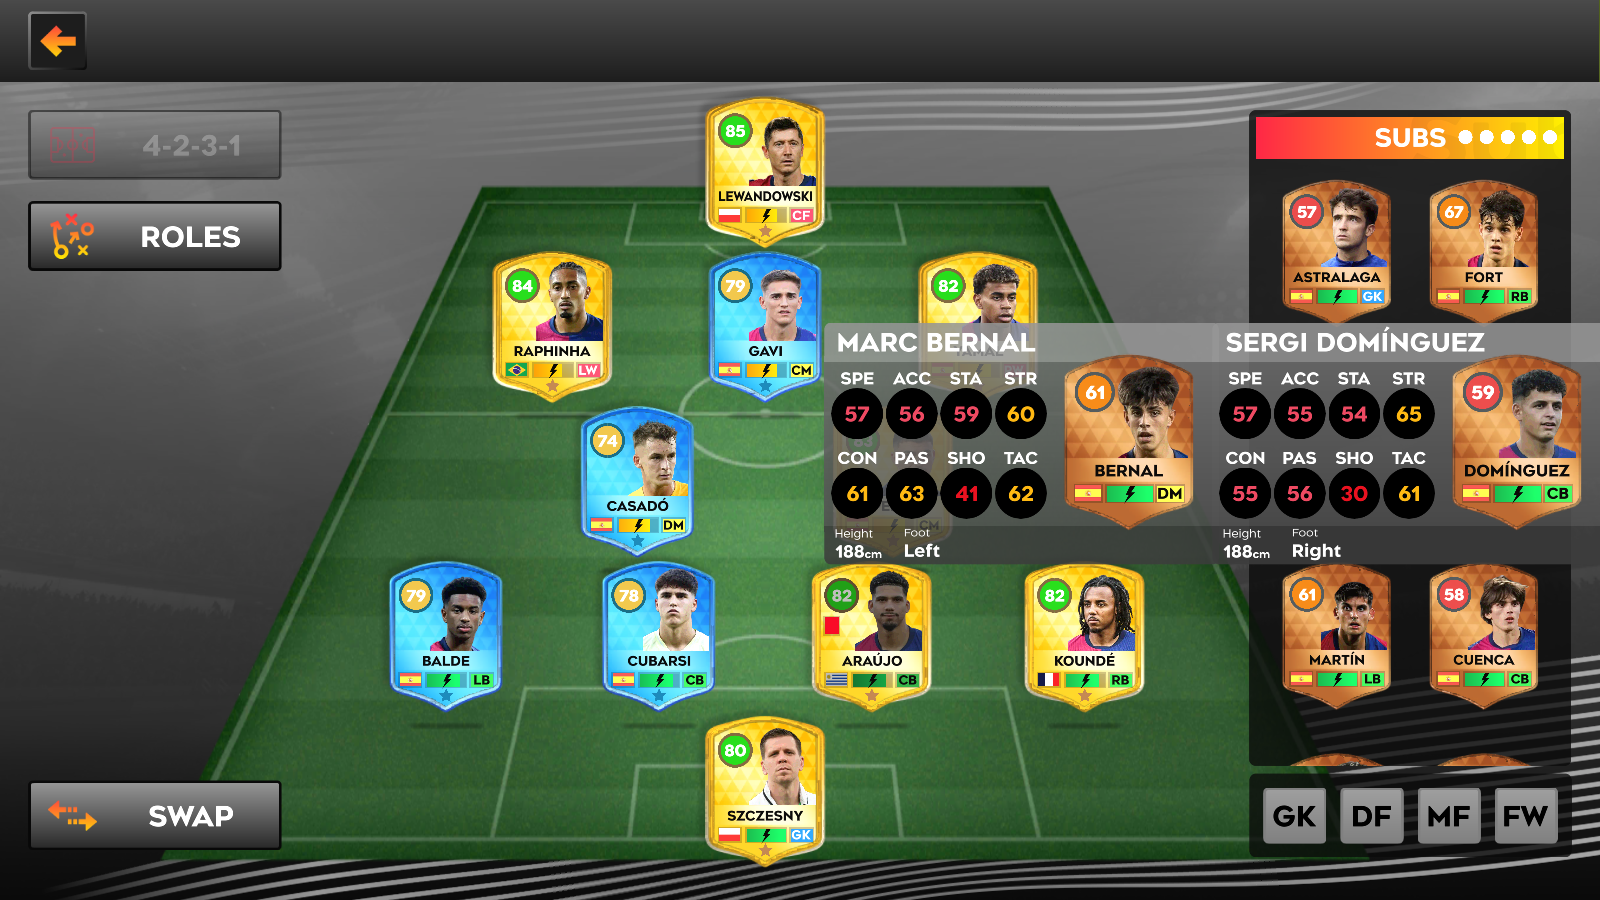 4-2-3-1
ROLES
SWAP
85
LEWANDOWSKI
CF
84
RAPHINHA
LW
79
GAVI
CM
82
74
CASADÓ
DM
79
BALDE
LB
78
CUBARSI
CB
82
ARAÚJO
CB
82
KOUNDÉ
RB
80
SZCZESNY
GK
SUBS
57
ASTRALAGA
GK
67
FORT
RB
MARC BERNAL
SPE ACC STA STR
57 56 59 60
CON PAS SHO TAC
61 63 41 62
Height Foot
188cm Left
61
BERNAL
DM
SERGI DOMÍNGUEZ
SPE ACC STA STR
57 55 54 65
CON PAS SHO TAC
55 56 30 61
Height Foot
188cm Right
59
DOMÍNGUEZ
CB
61
MARTÍN
LB
58
CUENCA
CB
GK DF MF FW